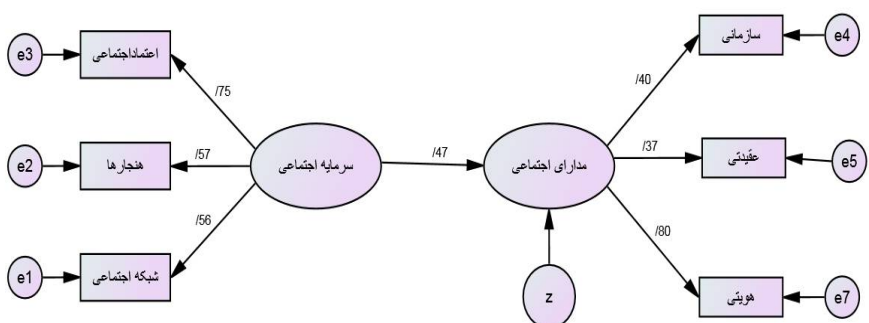 e3
اعتماداجتماعی
/75
e2
هنجارها
/57
e1
شبکه اجتماعی
/56
سرمایه اجتماعی
/47
مدارای اجتماعی
z
/40
سازمانی
e4
/37
عقیدتی
e5
/80
هویتی
e7